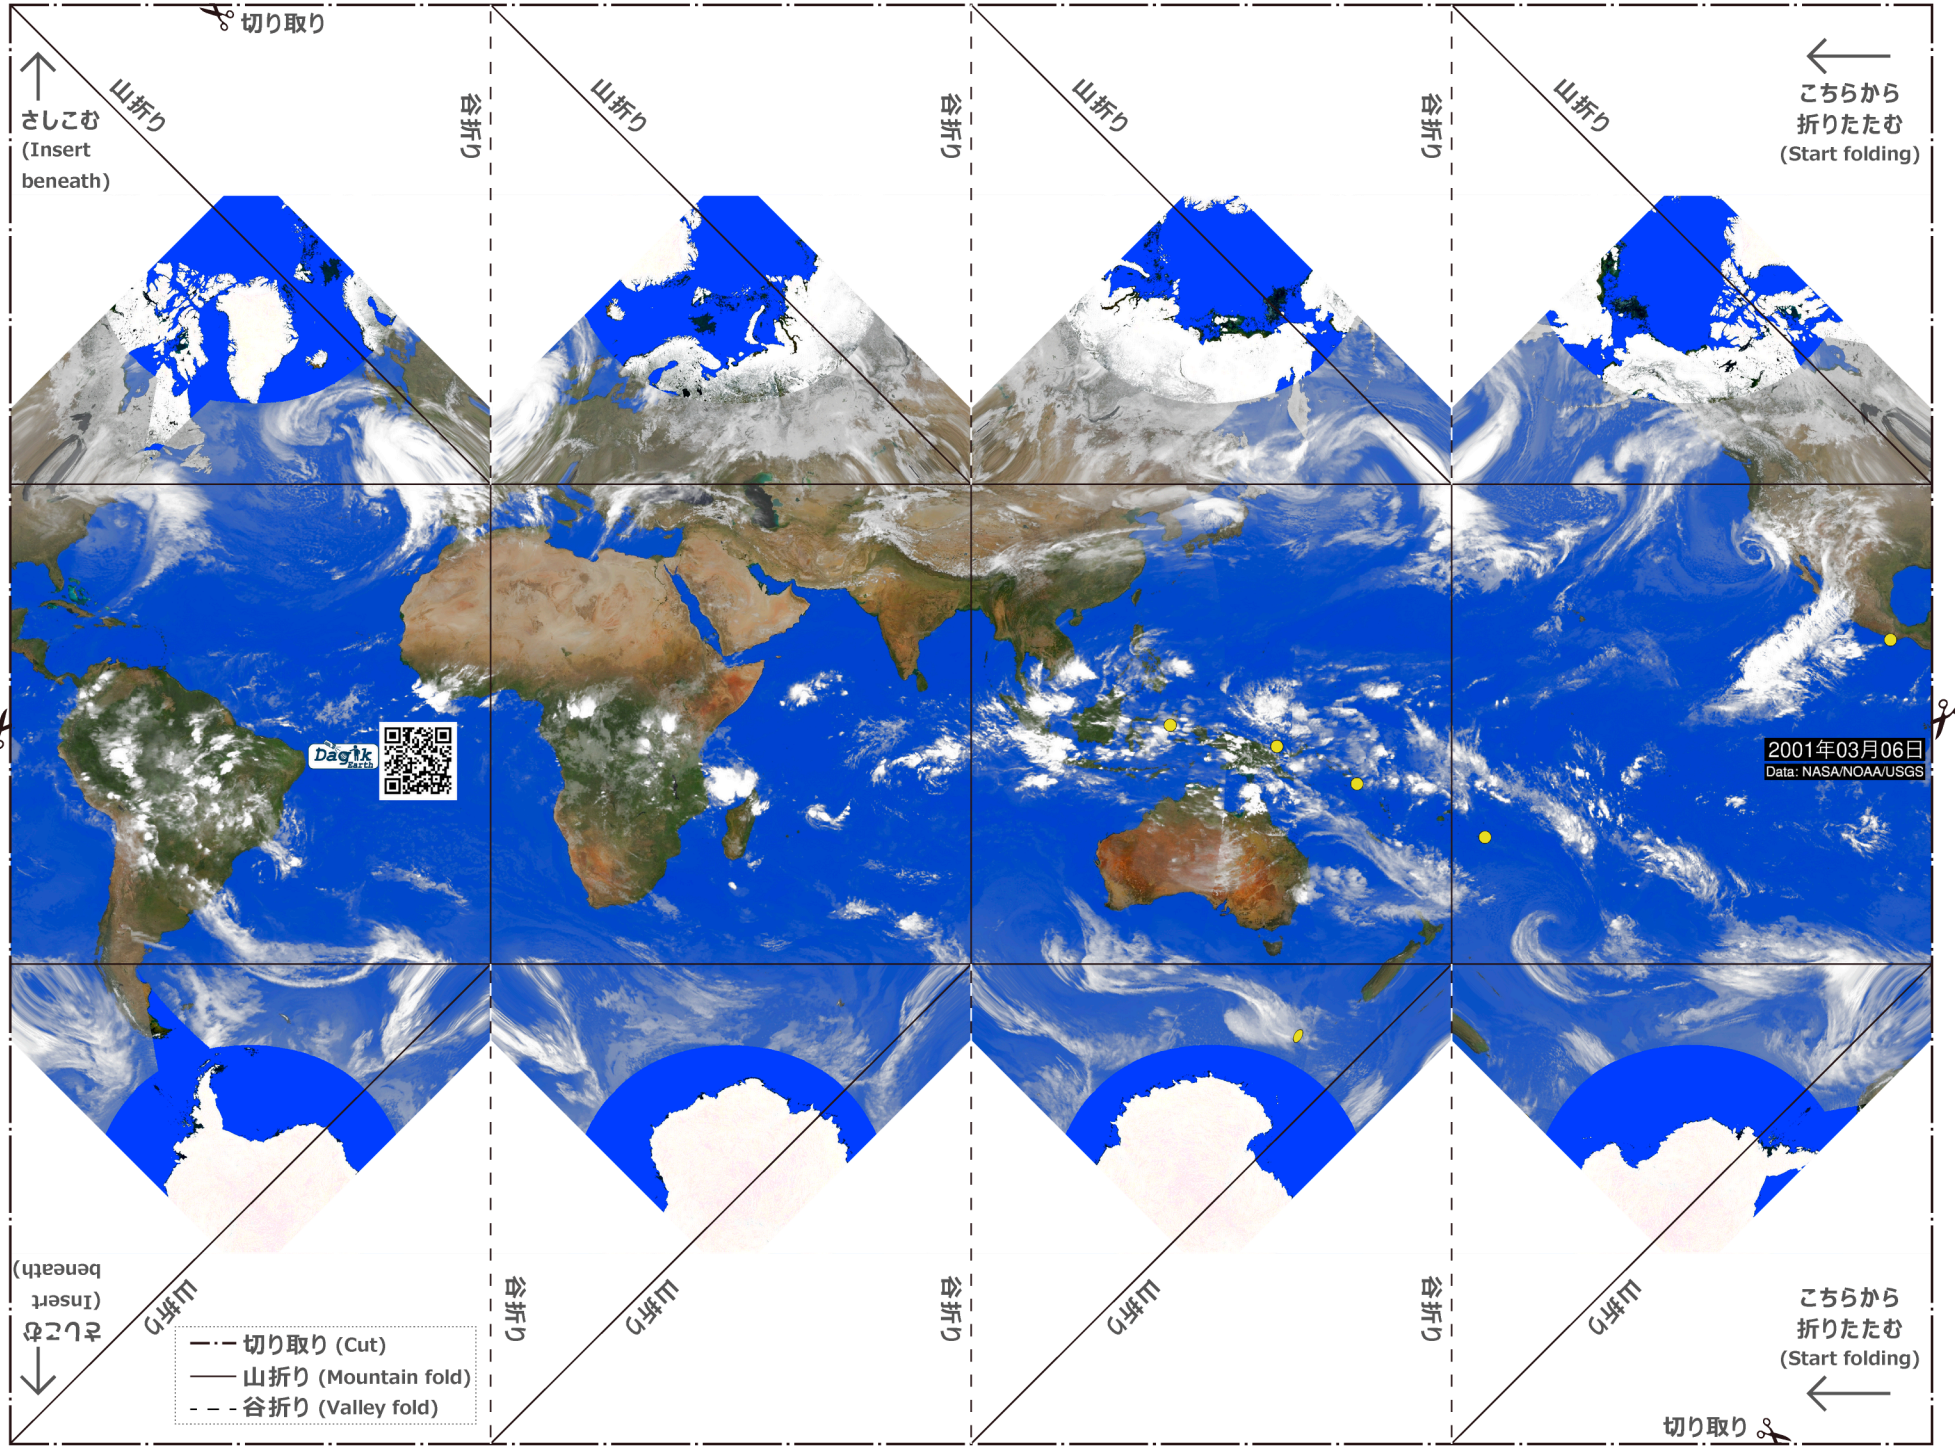 切り取り
さしこむ
(Insert
beneath)
山折り
谷折り
山折り
谷折り
山折り
谷折り
山折り
こちらから
折りたたむ
(Start folding)
Dagik
Earth
2001年03月06日
Data: NASA/NOAA/USGS
さしこむ
(Insert
beneath)
山折り
谷折り
山折り
谷折り
山折り
谷折り
山折り
こちらから
折りたたむ
(Start folding)
切り取り (Cut)
山折り (Mountain fold)
谷折り (Valley fold)
切り取り